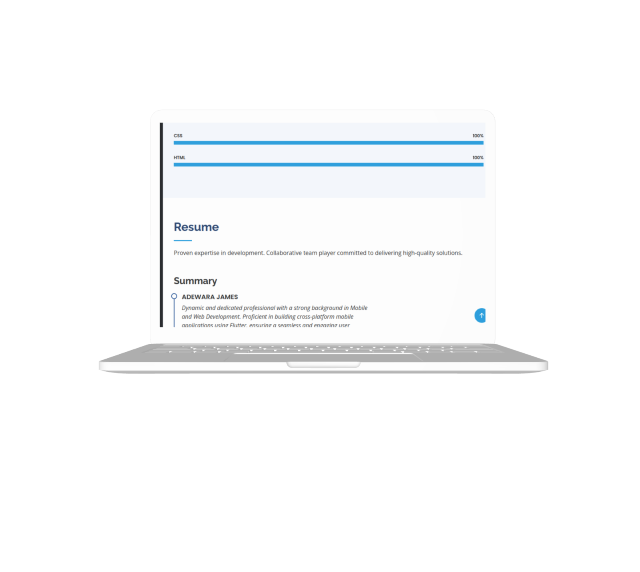 CSS 100%
HTML 100%
Resume
Proven expertise in development. Collaborative team player committed to delivering high-quality solutions.
Summary
ADEWARA JAMES
Dynamic and dedicated professional with a strong background in Mobile
and Web Development. Proficient in building cross-platform mobile
applications using Flutter, ensuring a seamless and engaging user